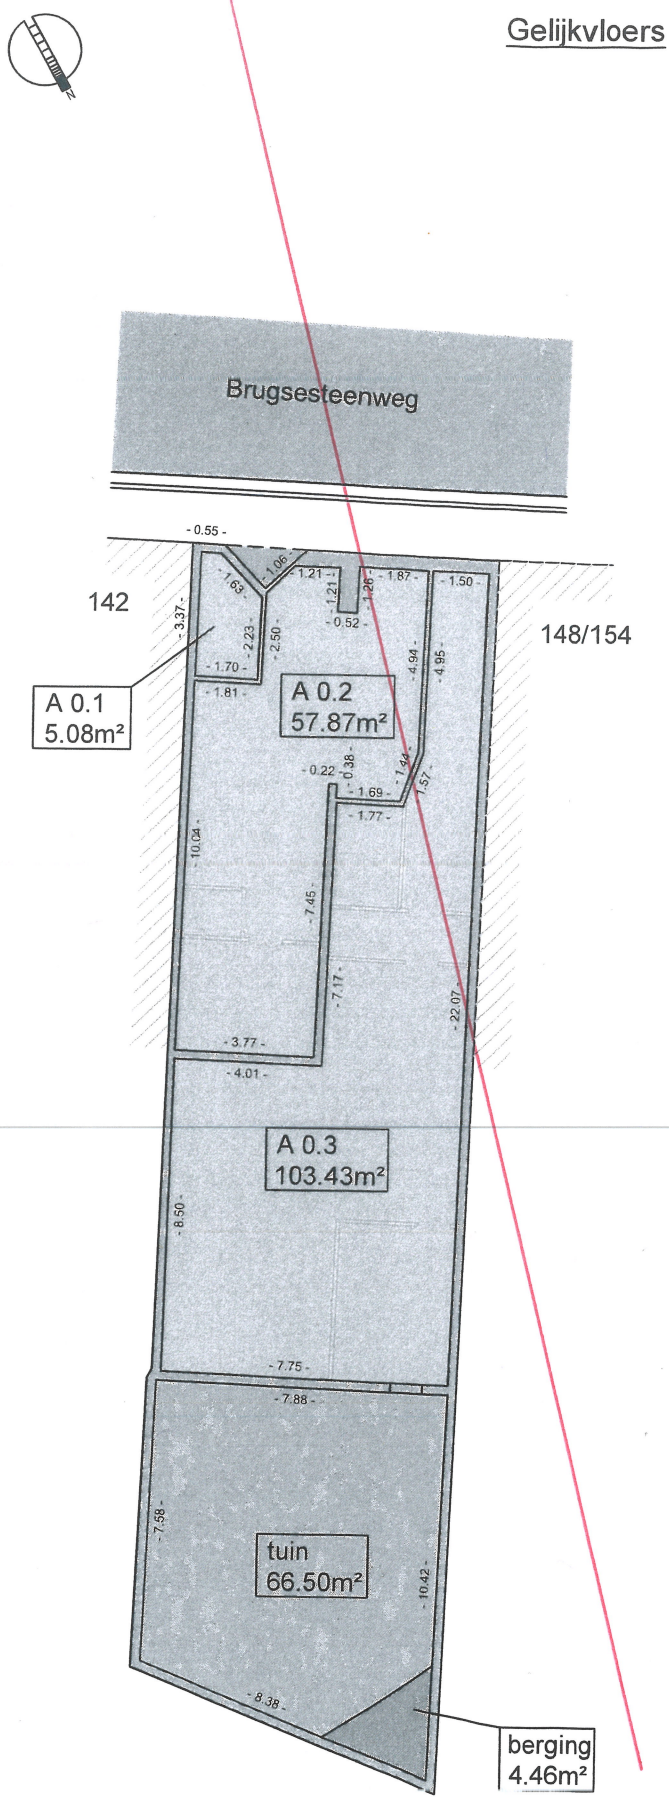 Gelijkvloers
N
Brugsesteenweg
- 0.55 -
142
148/154
- 1.63 -
- 1.06 -
- 1.21 -
- 1.21 -
- 1.26 -
- 1.87 -
- 1.50 -
- 0.52 -
- 3.37 -
- 2.23 -
- 2.50 -
- 4.94 -
- 4.95 -
- 1.70 -
- 1.81 -
A 0.1
5.08m²
A 0.2
57.87m²
- 0.22 -
- 0.38 -
- 1.44 -
- 1.57 -
- 1.69 -
- 1.77 -
- 10.04 -
- 7.45 -
- 7.17 -
- 22.07 -
- 3.77 -
- 4.01 -
A 0.3
103.43m²
- 8.50 -
- 7.75 -
- 7.88 -
- 7.58 -
tuin
66.50m²
- 10.42 -
- 8.38 -
berging
4.46m²